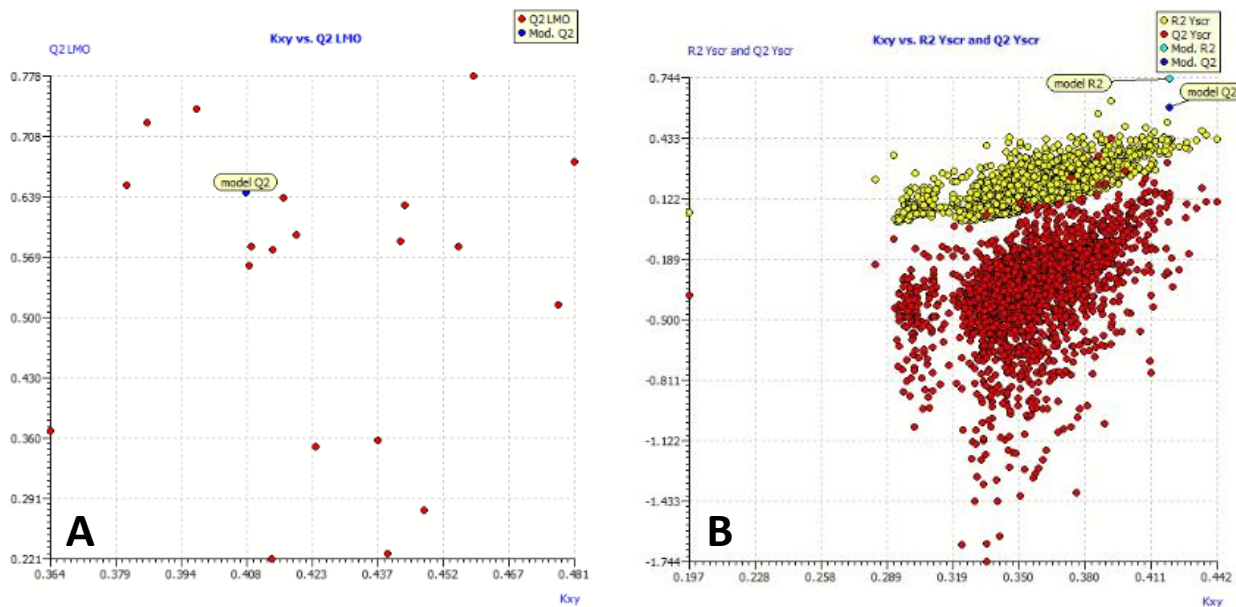 Kxy vs. Q2 LMO
Q2 LMO
Mod. Q2
Q2 LMO
0.778
0.708
0.639
0.569
0.500
0.430
0.360
0.291
0.221
model Q2
A
0.364 0.379 0.394 0.408 0.423 0.437 0.452 0.467 0.481
Kxy
Kxy vs. R2 Yscr and Q2 Yscr
R2 Yscr
Q2 Yscr
Mod. R2
Mod. Q2
R2 Yscr and Q2 Yscr
model R2
model Q2
0.744
0.433
0.122
-0.189
-0.500
-0.811
-1.122
-1.433
-1.744
B
0.197 0.228 0.258 0.289 0.319 0.350 0.380 0.411 0.442
Kxy